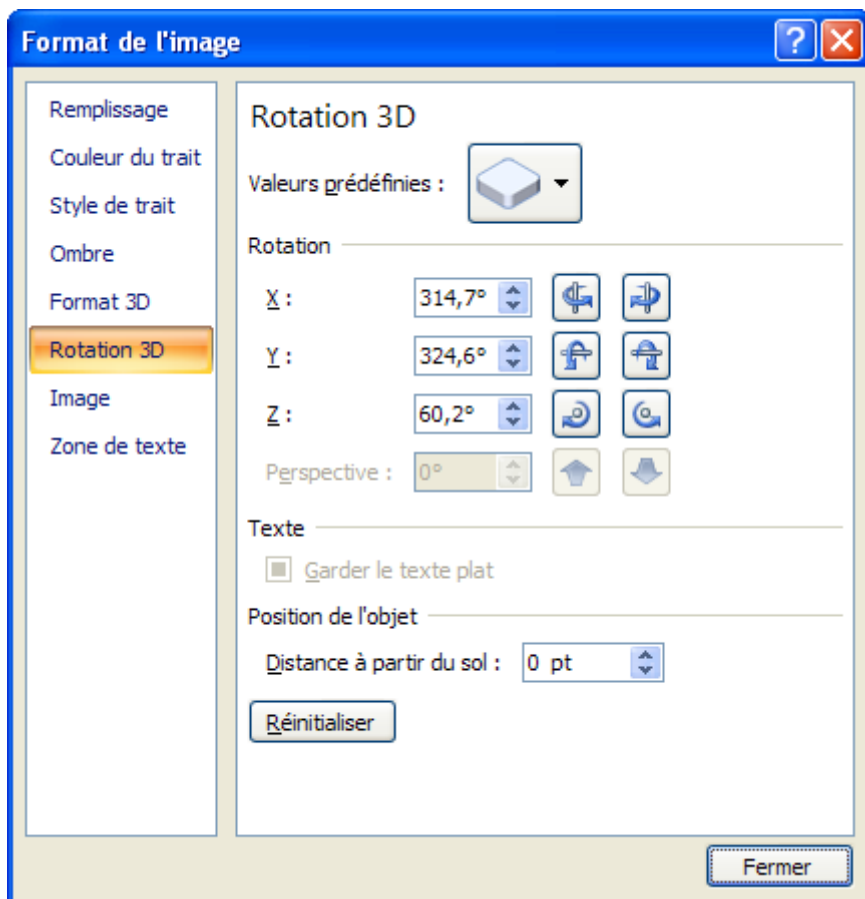 Format de l'image
Remplissage
Couleur du trait
Style de trait
Ombre
Format 3D
Rotation 3D
Image
Zone de texte
Rotation 3D
Valeurs prédéfinies :
Rotation
X : 314,7°
Y : 324,6°
Z : 60,2°
Perspective : 0°
Texte
Garder le texte plat
Position de l'objet
Distance à partir du sol : 0 pt
Réinitialiser
Fermer